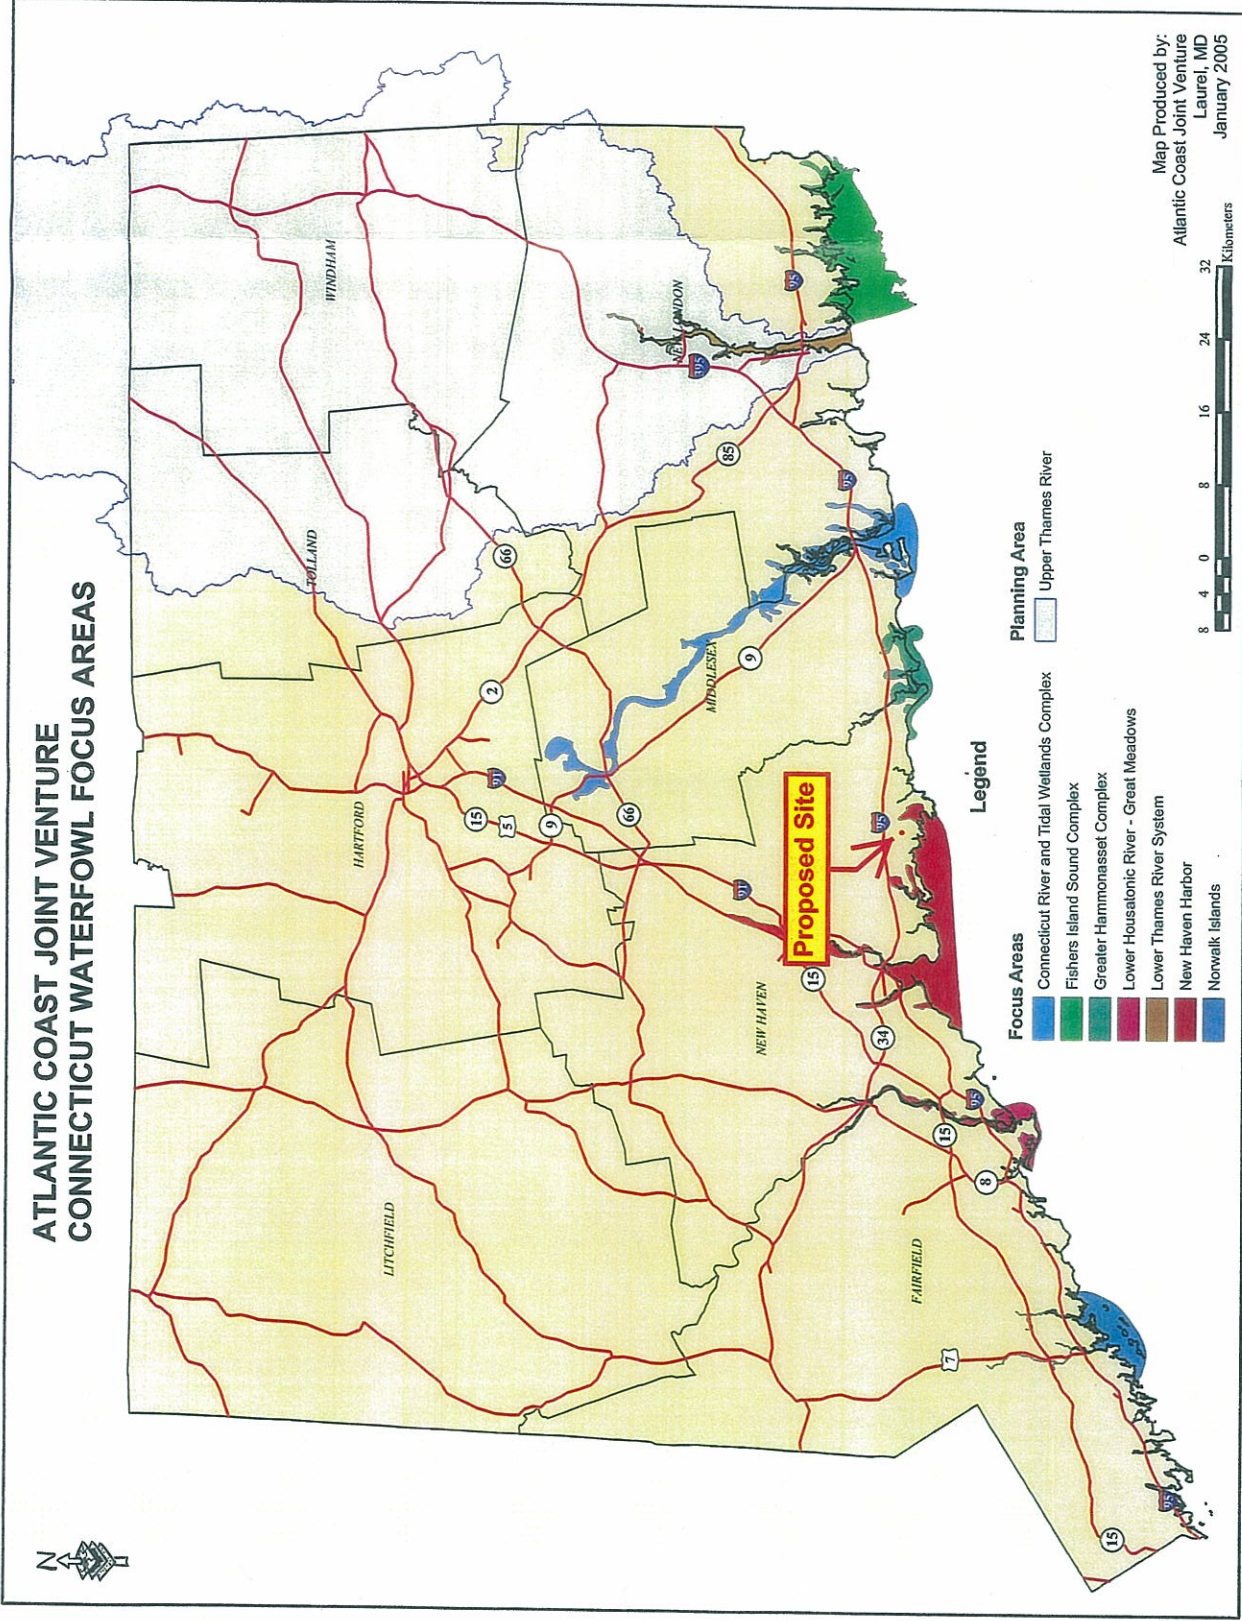 ATLANTIC COAST JOINT VENTURE
CONNECTICUT WATERFOWL FOCUS AREAS
N
LITCHFIELD
HARTFORD
TOLLAND
WINDHAM
FAIRFIELD
NEW HAVEN
MIDDLESEX
NEW LONDON
15
5
9
91
2
66
66
85
395
9
91
15
34
95
95
95
95
15
8
7
15
95
Proposed Site
Legend
Focus Areas
Connecticut River and Tidal Wetlands Complex
Fishers Island Sound Complex
Greater Hammonasset Complex
Lower Housatonic River - Great Meadows
Lower Thames River System
New Haven Harbor
Norwalk Islands
Planning Area
Upper Thames River
8 4 0 8 16 24 32
Kilometers
Map Produced by:
Atlantic Coast Joint Venture
Laurel, MD
January 2005